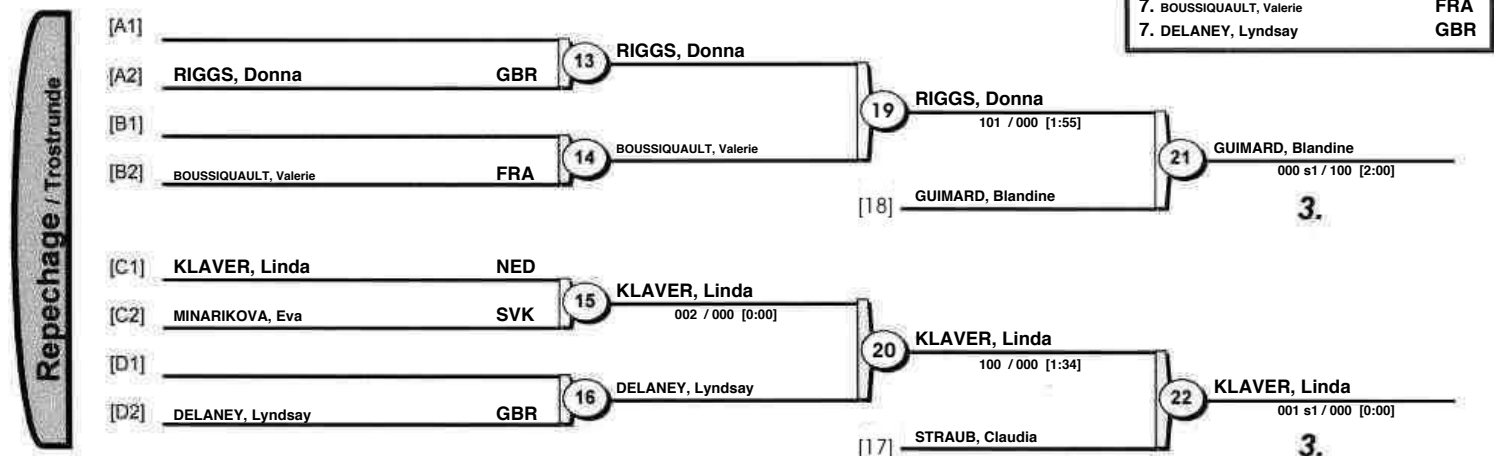 7. BOUSSIQUAULT, Valerie FRA
7. DELANEY, Lyndsay GBR
Repechage / Trostrunde
[A1]
[A2] RIGGS, Donna GBR
13 RIGGS, Donna
[B1]
[B2] BOUSSIQUAULT, Valerie FRA
14 BOUSSIQUAULT, Valerie
19 RIGGS, Donna
101 / 000 [1:55]
[18] GUIMARD, Blandine
21 GUIMARD, Blandine
000 s1 / 100 [2:00]
3.
[C1] KLAVER, Linda NED
[C2] MINARIKOVA, Eva SVK
15 KLAVER, Linda
002 / 000 [0:00]
[D1]
[D2] DELANEY, Lyndsay GBR
16 DELANEY, Lyndsay
20 KLAVER, Linda
100 / 000 [1:34]
[17] STRAUB, Claudia
22 KLAVER, Linda
001 s1 / 000 [0:00]
3.